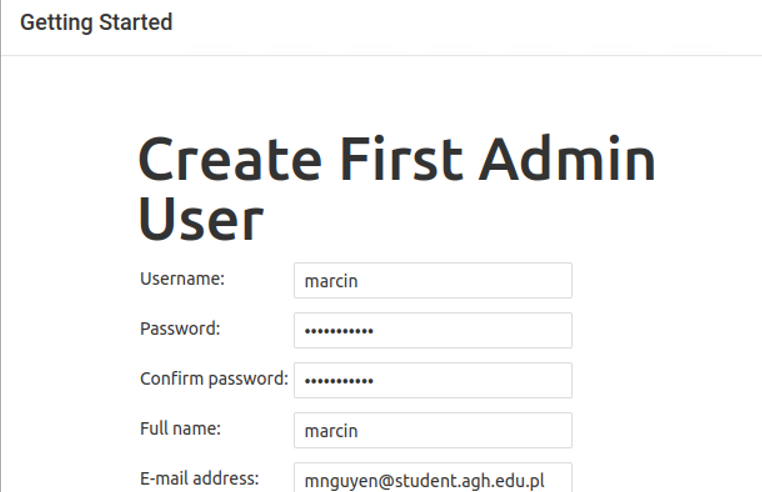 Getting Started
Create First Admin
User
Username: marcin
Password: •••••••••••
Confirm password: •••••••••••
Full name: marcin
E-mail address: mnguyen@student.agh.edu.pl